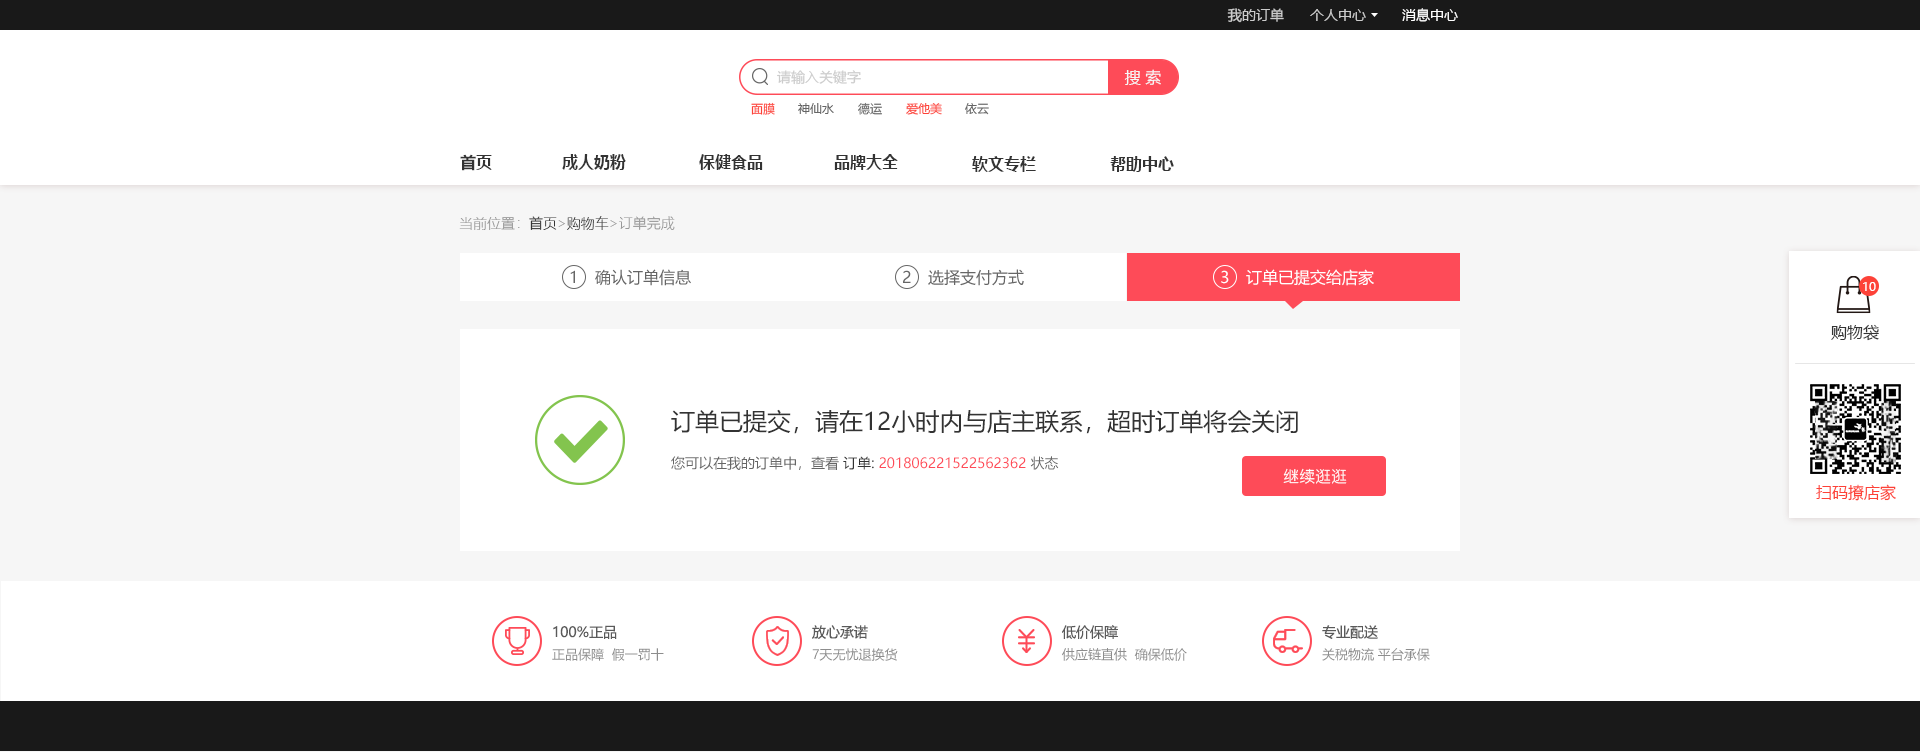 我的订单 个人中心 消息中心
请输入关键字 搜 索
面膜 神仙水 德运 爱他美 依云
首页 成人奶粉 保健食品 品牌大全 软文专栏 帮助中心
当前位置：首页>购物车>订单完成
1 确认订单信息 2 选择支付方式 3 订单已提交给店家
10
购物袋
订单已提交，请在12小时内与店主联系，超时订单将会关闭
您可以在我的订单中，查看 订单: 201806221522562362 状态
继续逛逛
扫码撩店家
100%正品 放心承诺 低价保障 专业配送
正品保障 假一罚十 7天无忧退换货 供应链直供 确保低价 关税物流 平台承保